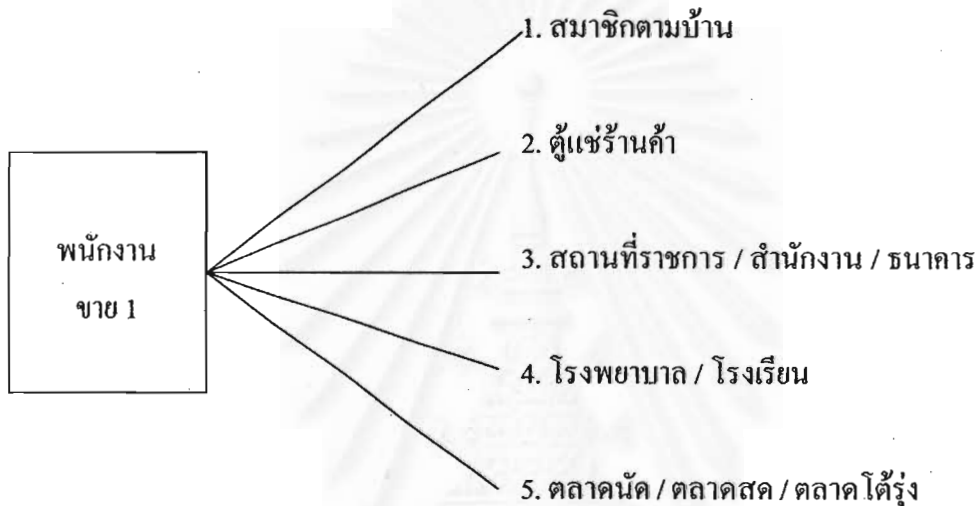 1. สมาชิกตามบ้าน
2. ตู้แช่ร้านค้า
พนักงาน
ขาย 1
3. สถานที่ราชการ / สำนักงาน / ธนาคาร
4. โรงพยาบาล / โรงเรียน
5. ตลาดนัด / ตลาดสด / ตลาดโต้รุ่ง